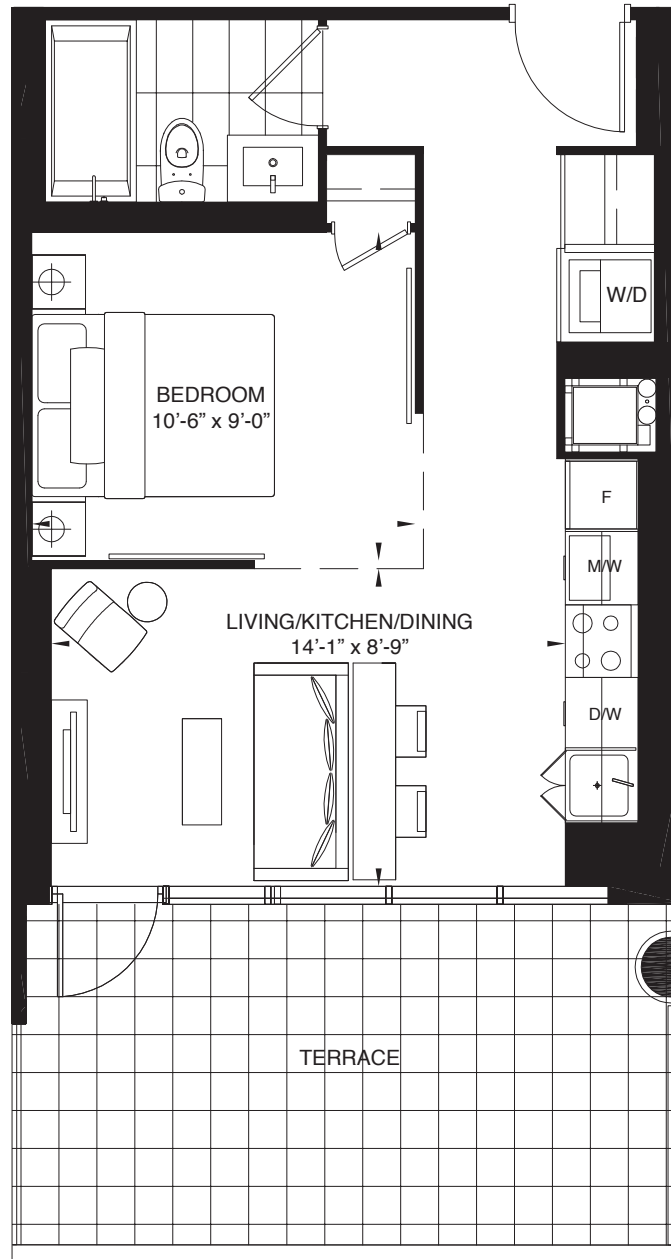 W/D
BEDROOM
10’-6” x 9’-0”
F
M/W
LIVING/KITCHEN/DINING
14’-1” x 8’-9”
D/W
TERRACE